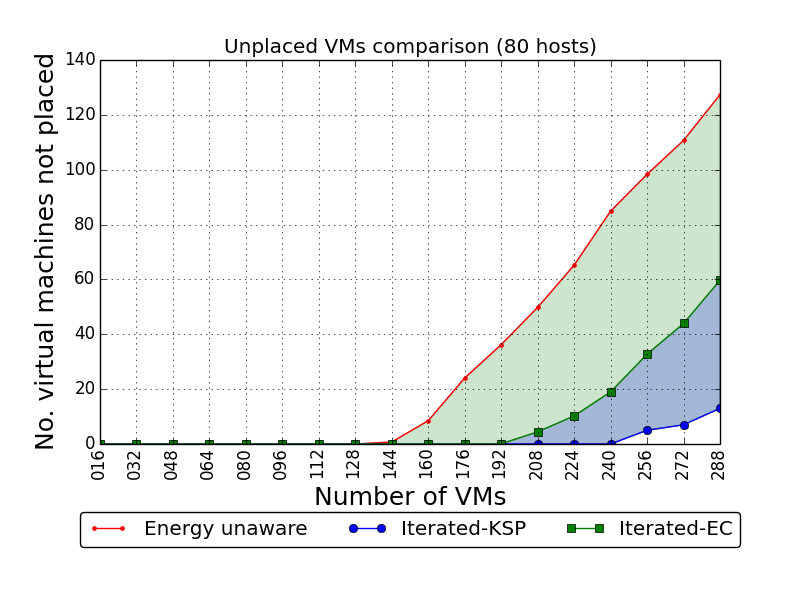 Unplaced VMs comparison (80 hosts)
No. virtual machines not placed
140
120
100
80
60
40
20
0
016 032 048 064 080 096 112 128 144 160 176 192 208 224 240 256 272 288
Number of VMs
Energy unaware Iterated-KSP Iterated-EC